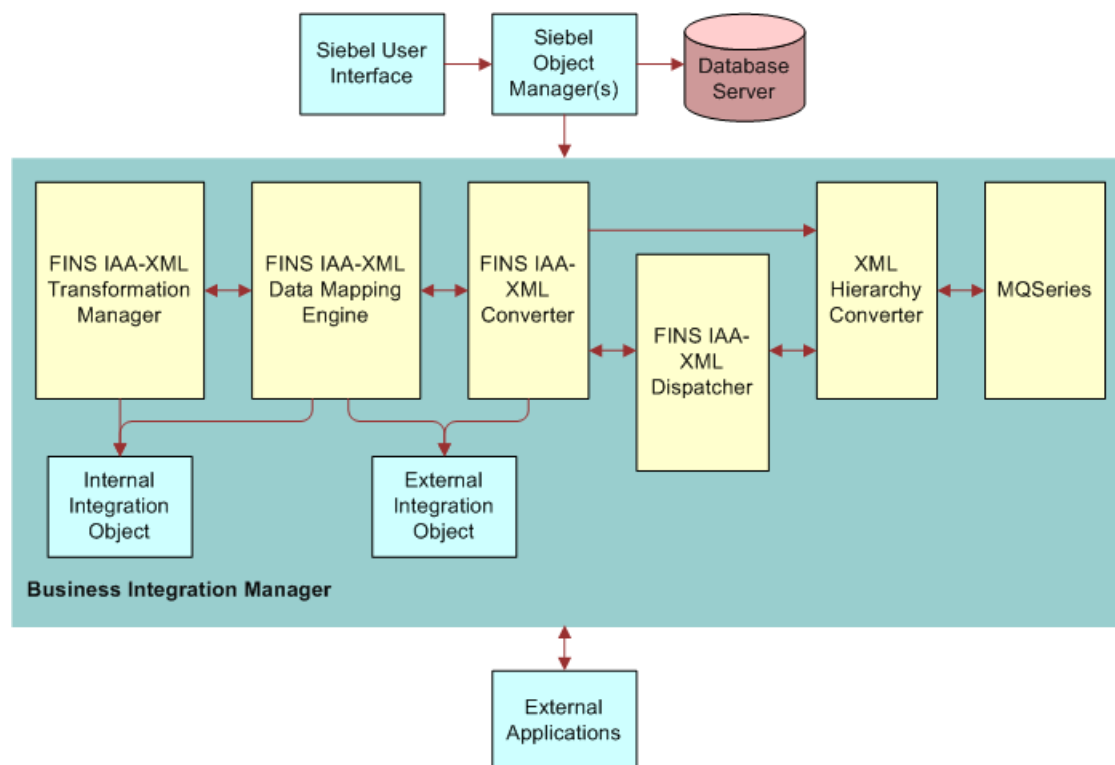 Siebel User
Interface
Siebel
Object
Manager(s)
Database
Server
FINS IAA-XML
Transformation
Manager
FINS IAA-XML
Data Mapping
Engine
FINS IAA-
XML
Converter
FINS IAA-
XML
Dispatcher
XML
Hierarchy
Converter
MQSeries
Internal
Integration
Object
External
Integration
Object
Business Integration Manager
External
Applications